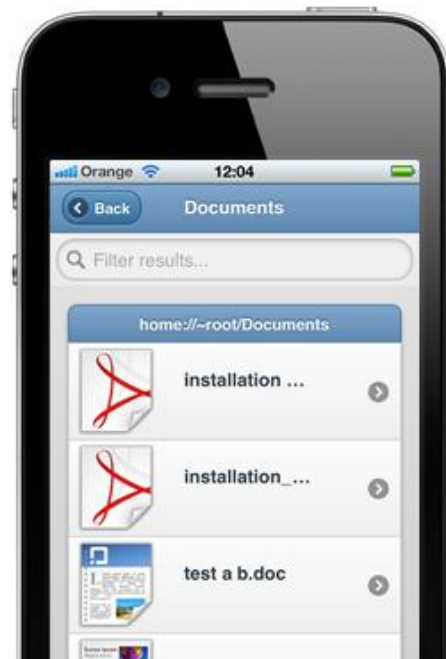 Orange 12:04
Back Documents
Filter results...
home://~root/Documents
installation ...
installation_...
test a b.doc